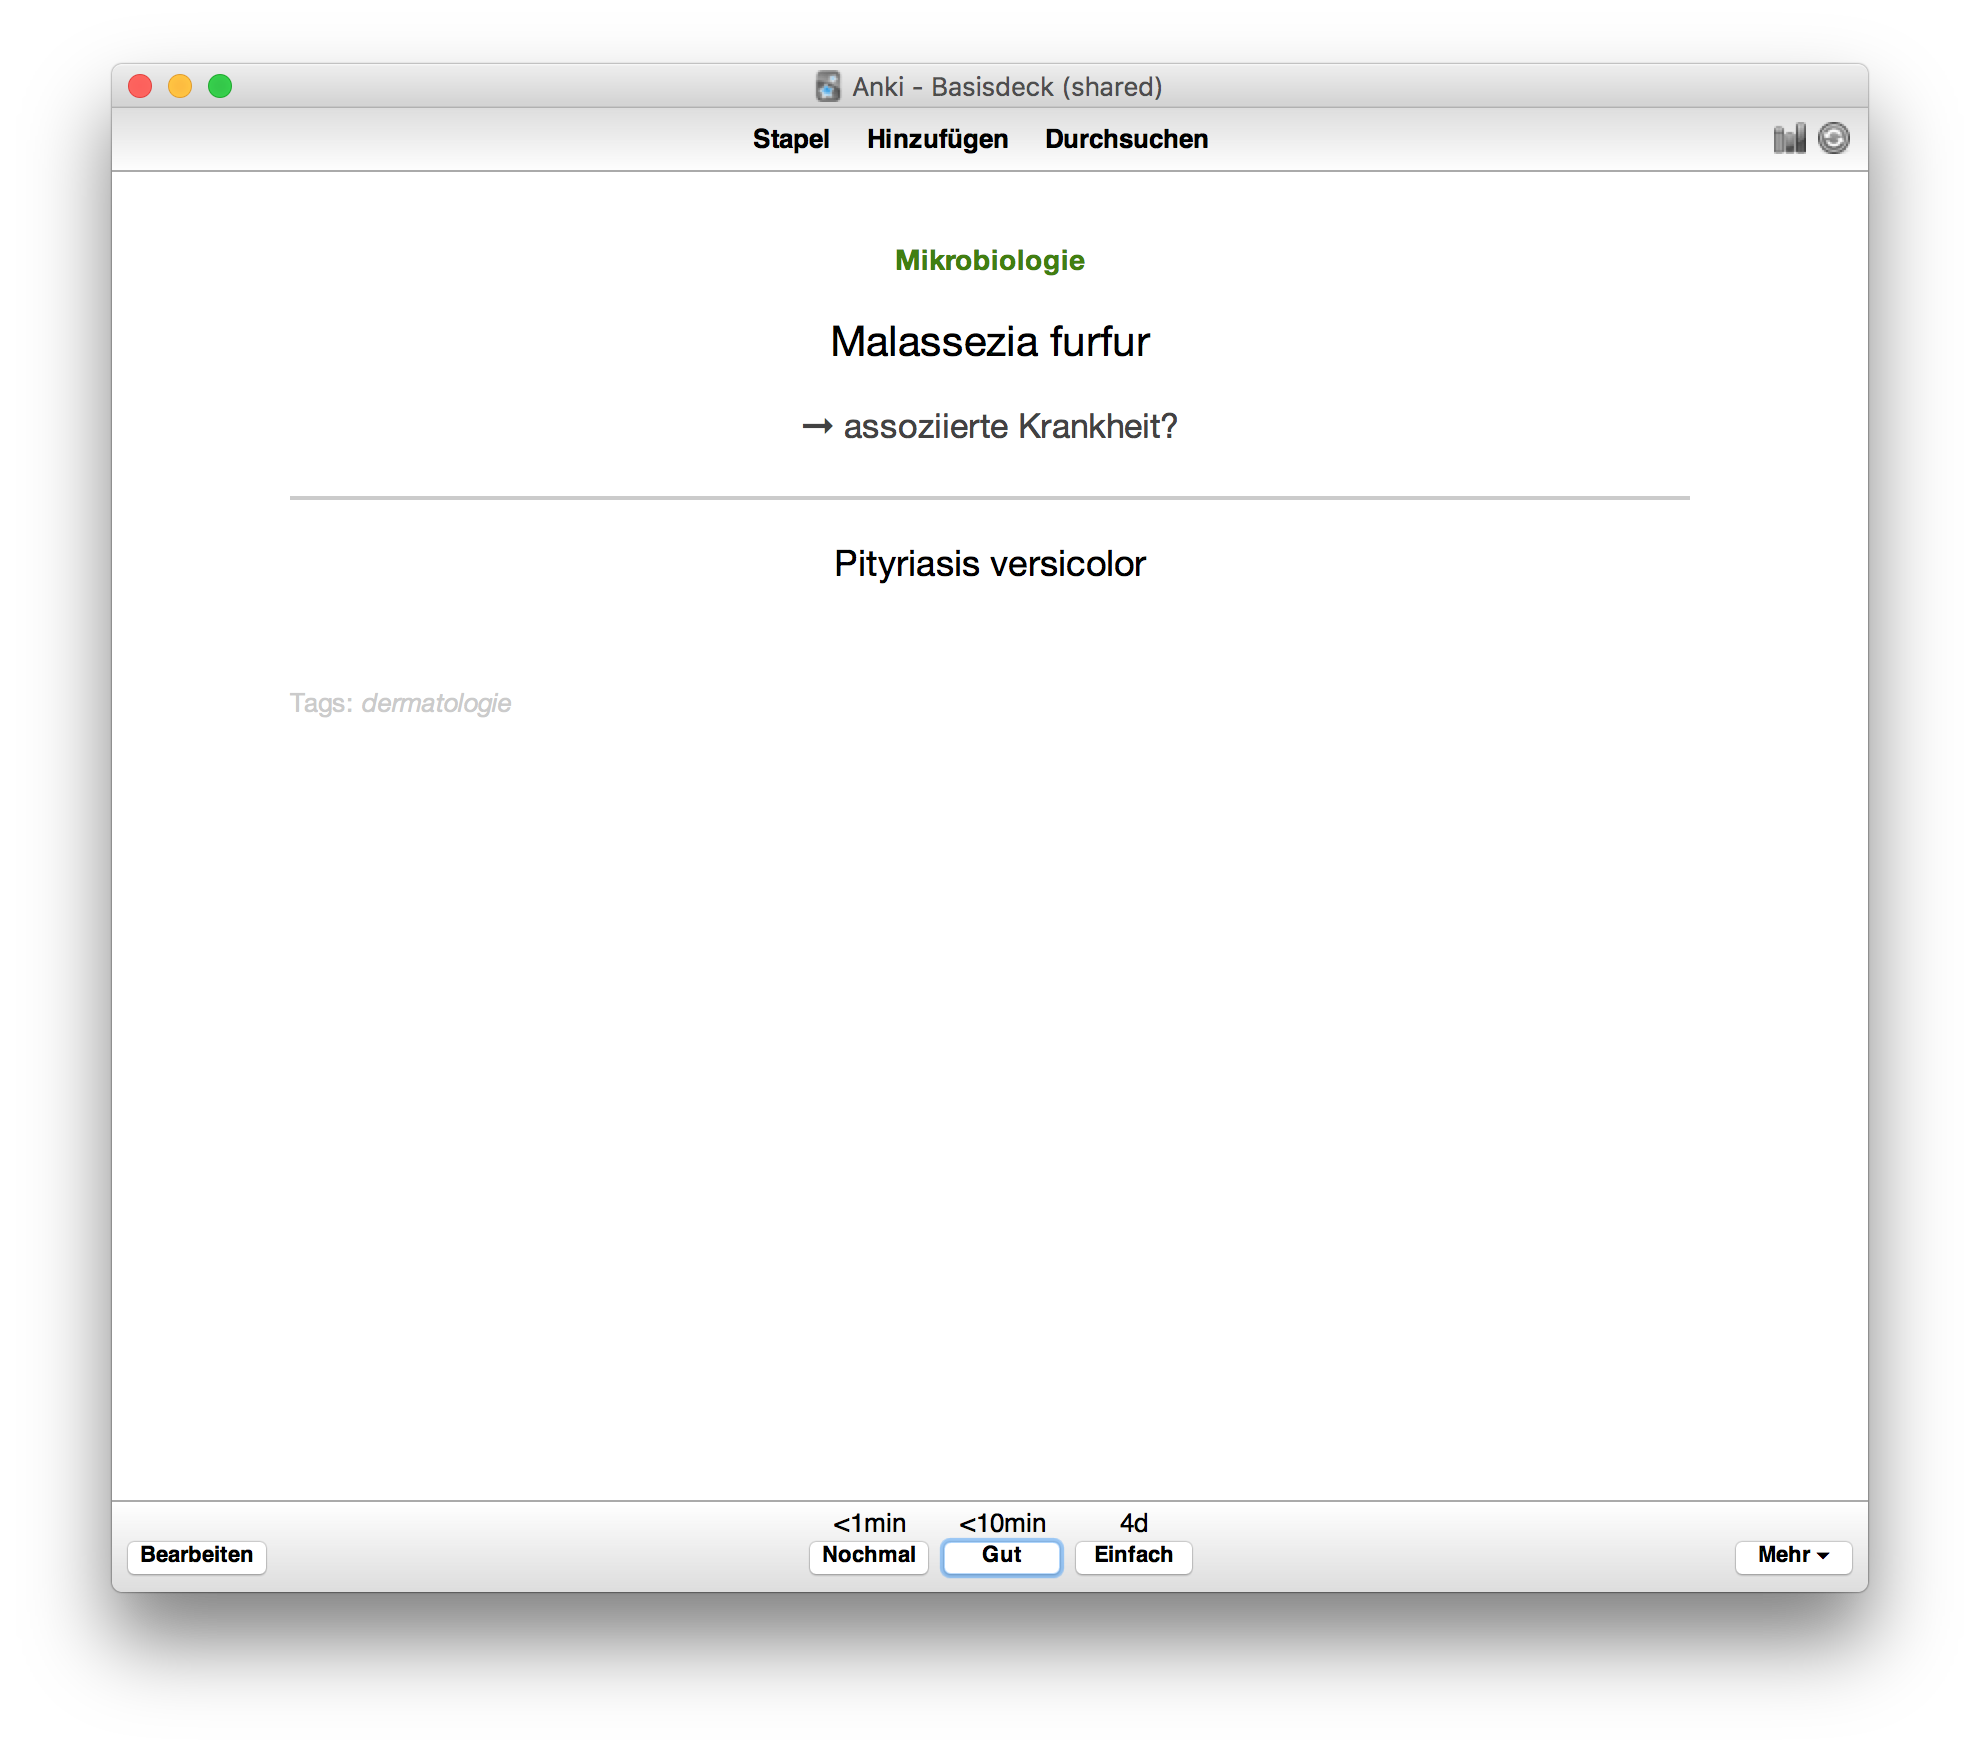 Anki - Basisdeck (shared)
Stapel Hinzufügen Durchsuchen
Mikrobiologie
Malassezia furfur
→ assoziierte Krankheit?
Pityriasis versicolor
Tags: dermatologie
<1min <10min 4d
Bearbeiten Nochmal Gut Einfach Mehr